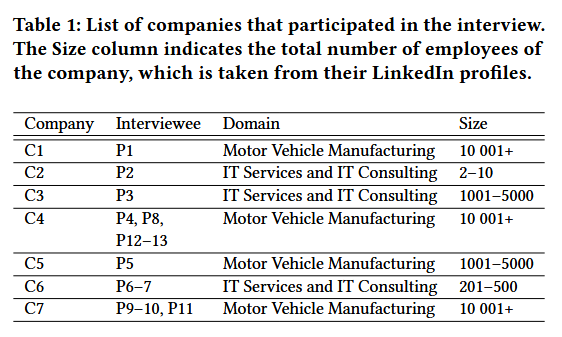 Table 1: List of companies that participated in the interview.
The Size column indicates the total number of employees of
the company, which is taken from their LinkedIn profiles.
Company Interviewee Domain Size
C1 P1 Motor Vehicle Manufacturing 10 001+
C2 P2 IT Services and IT Consulting 2–10
C3 P3 IT Services and IT Consulting 1001–5000
C4 P4, P8, Motor Vehicle Manufacturing 10 001+
P12–13
C5 P5 Motor Vehicle Manufacturing 1001–5000
C6 P6–7 IT Services and IT Consulting 201–500
C7 P9–10, P11 Motor Vehicle Manufacturing 10 001+